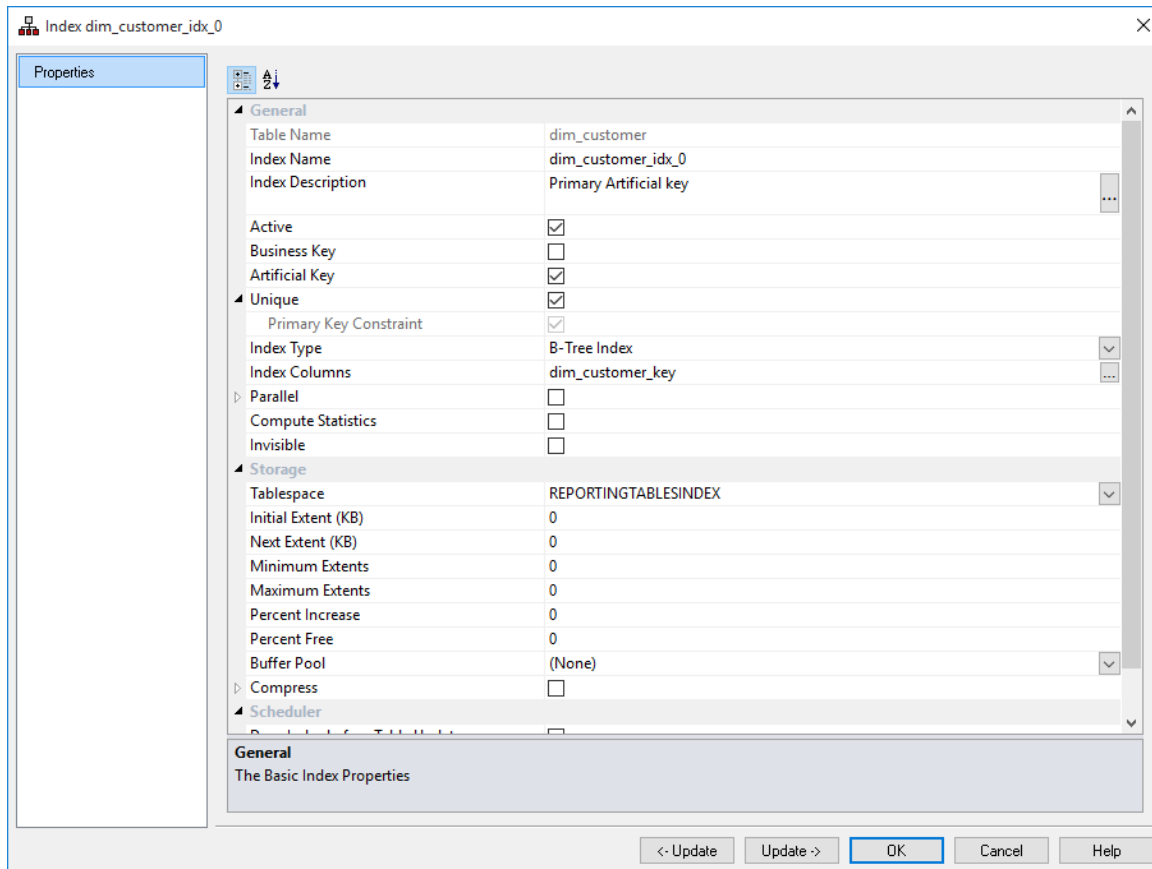 Index dim_customer_idx_0
Properties
General
Table Name dim_customer
Index Name dim_customer_idx_0
Index Description Primary Artificial key
...
Active
Business Key
Artificial Key
Unique
Primary Key Constraint
Index Type B-Tree Index
Index Columns dim_customer_key ...
Parallel
Compute Statistics
Invisible
Storage
Tablespace REPORTINGTABLESINDEX
Initial Extent (KB) 0
Next Extent (KB) 0
Minimum Extents 0
Maximum Extents 0
Percent Increase 0
Percent Free 0
Buffer Pool (None)
Compress
Scheduler
General
The Basic Index Properties
<- Update Update -> OK Cancel Help